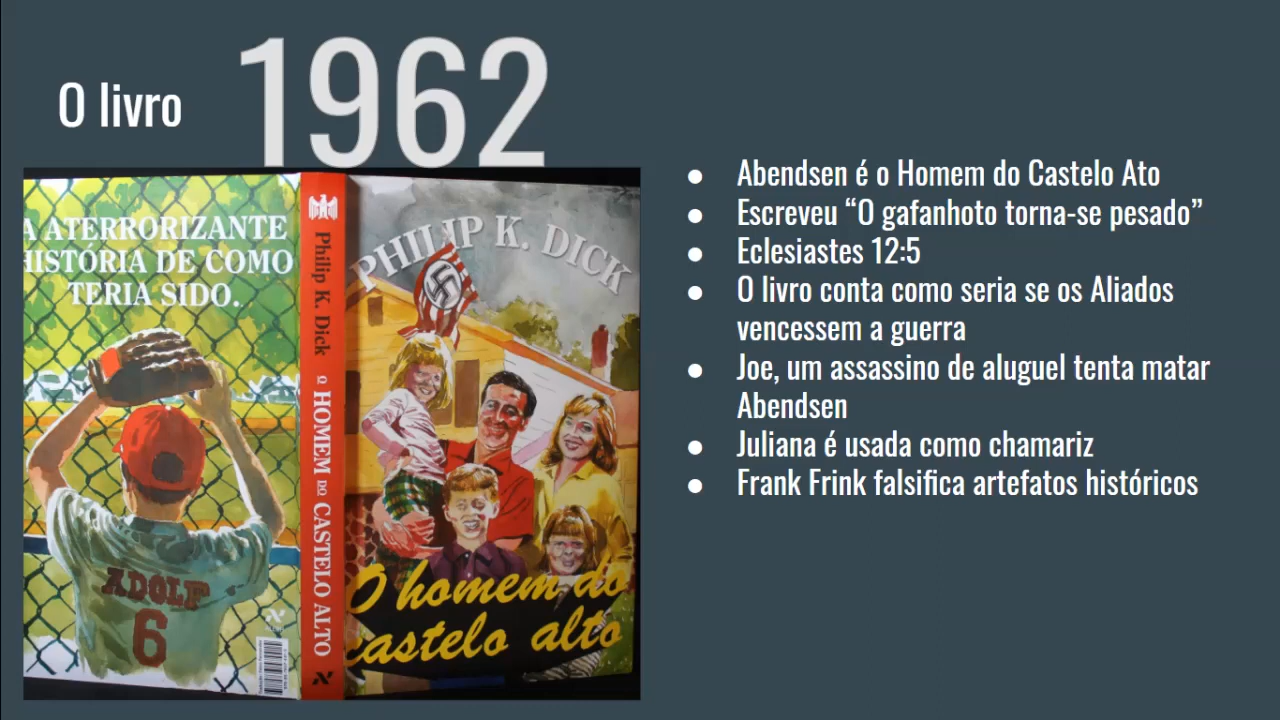 O livro
1962
Abendsen é o Homem do Castelo Ato
Escreveu “O gafanhoto torna-se pesado”
Eclesiastes 12:5
O livro conta como seria se os Aliados
vencessem a guerra
Joe, um assassino de aluguel tenta matar
Abendsen
Juliana é usada como chamariz
Frank Frink falsifica artefatos históricos
A ATERRORIZANTE
HISTÓRIA DE COMO
TERIA SIDO.
ADOLF
6
Philip K. Dick
O HOMEM DO CASTELO ALTO
PHILIP K. DICK
O homem do
castelo alto